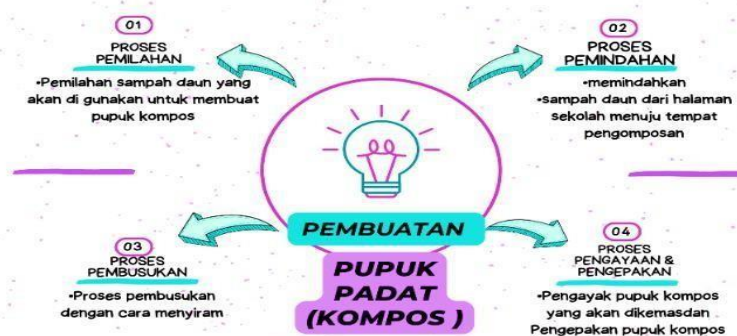 01
PROSES
PEMILAHAN
•Pemilahan sampah daun yang
akan di gunakan untuk membuat
pupuk kompos
02
PROSES
PEMINDAHAN
•memindahkan
•sampah daun dari halaman
sekolah menuju tempat
pengomposan
PEMBUATAN
PUPUK
PADAT
(KOMPOS )
03
PROSES
PEMBUSUKAN
•Proses pembusukan
dengan cara menyiram
04
PROSES
PENGAYAAN &
PENGEPAKAN
•Pengayak pupuk kompos
yang akan dikemasdan
Pengepakan pupuk kompos